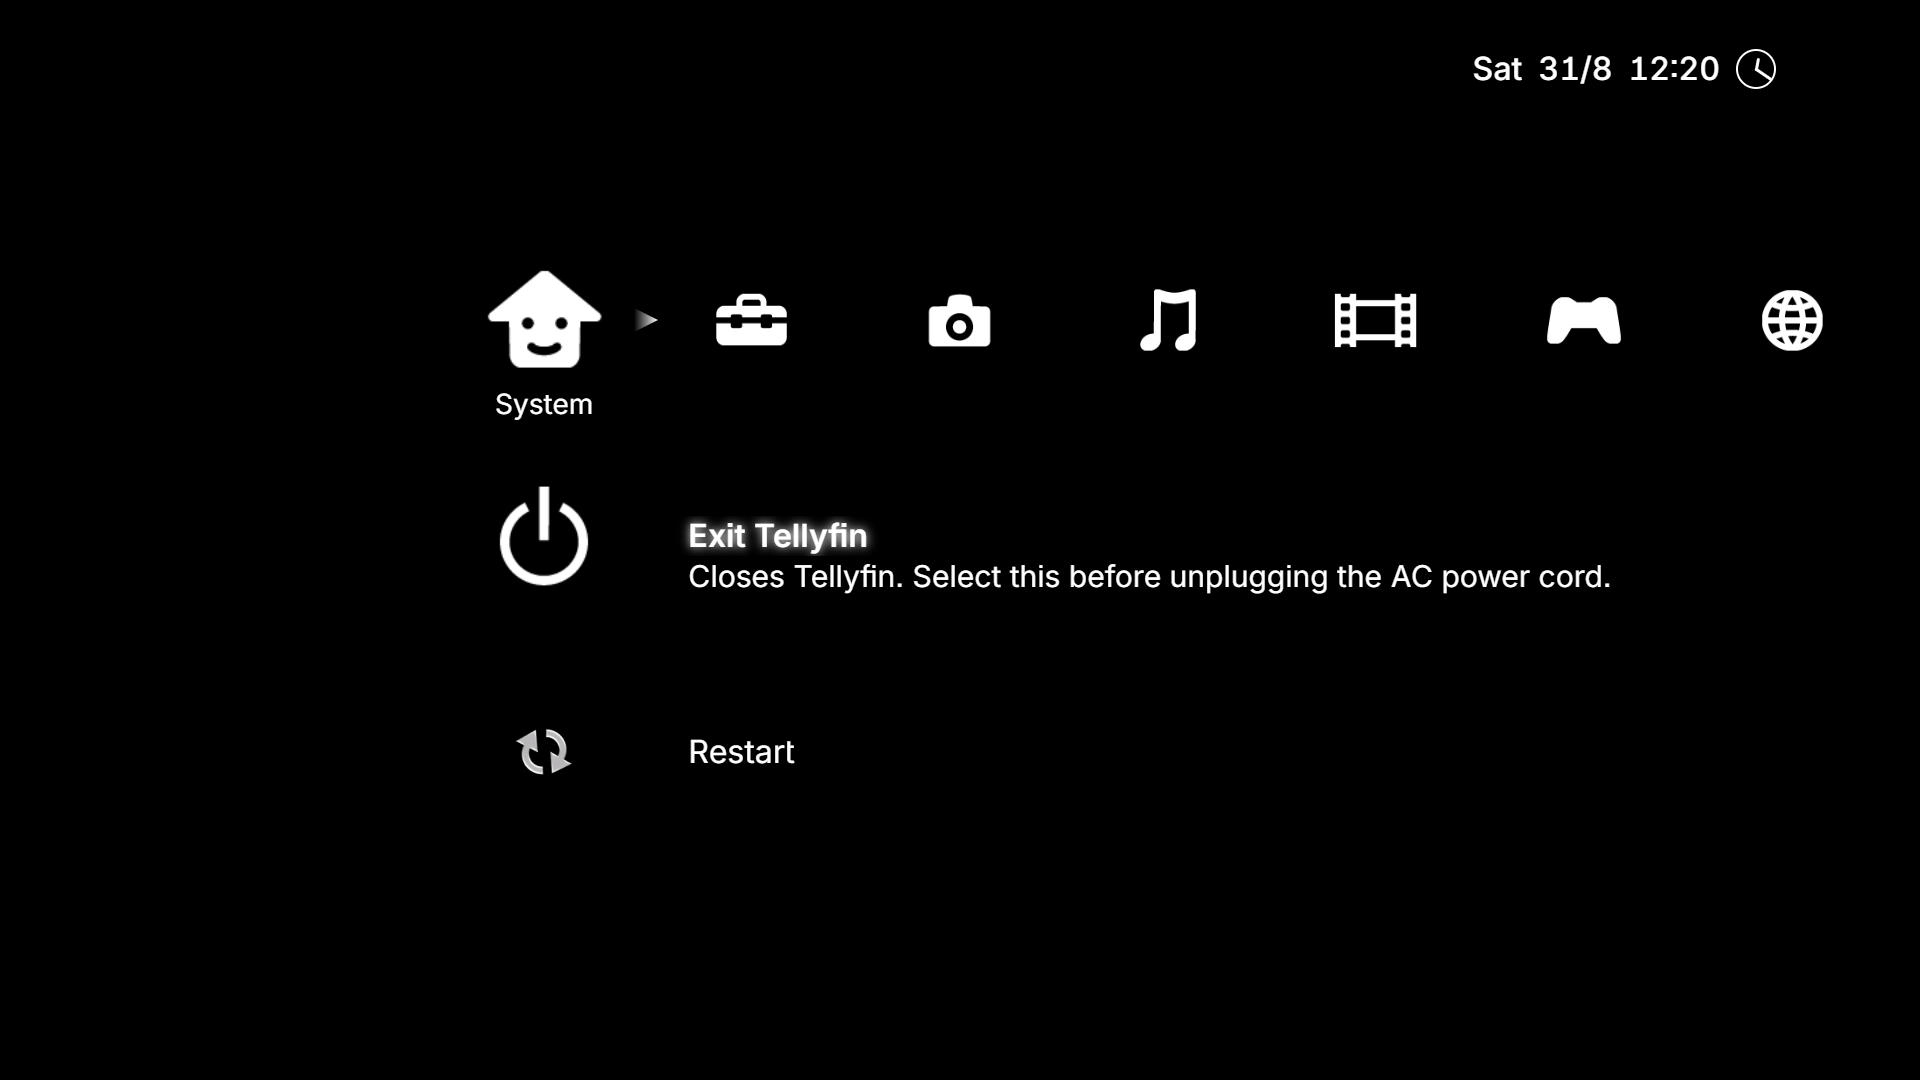 Sat 31/8 12:20
System
Exit Tellyfin
Closes Tellyfin. Select this before unplugging the AC power cord.
Restart